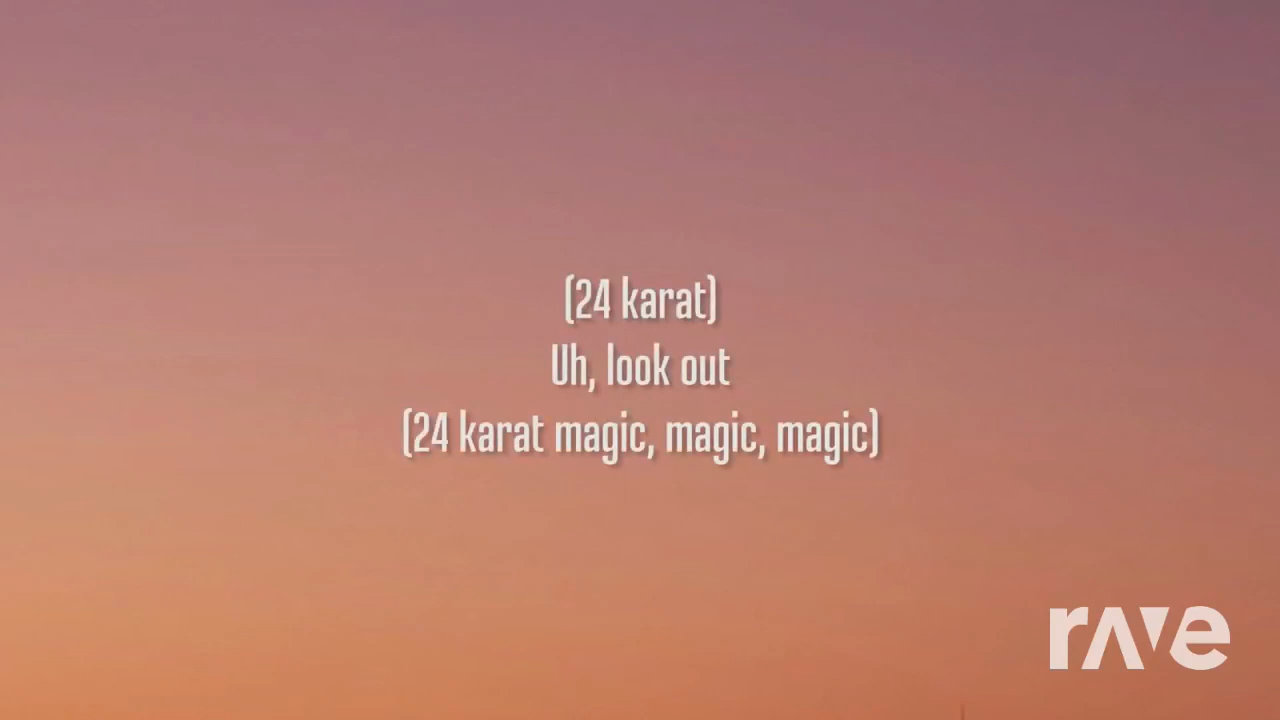 (24 karat)
Uh, look out
(24 karat magic, magic, magic)
rave